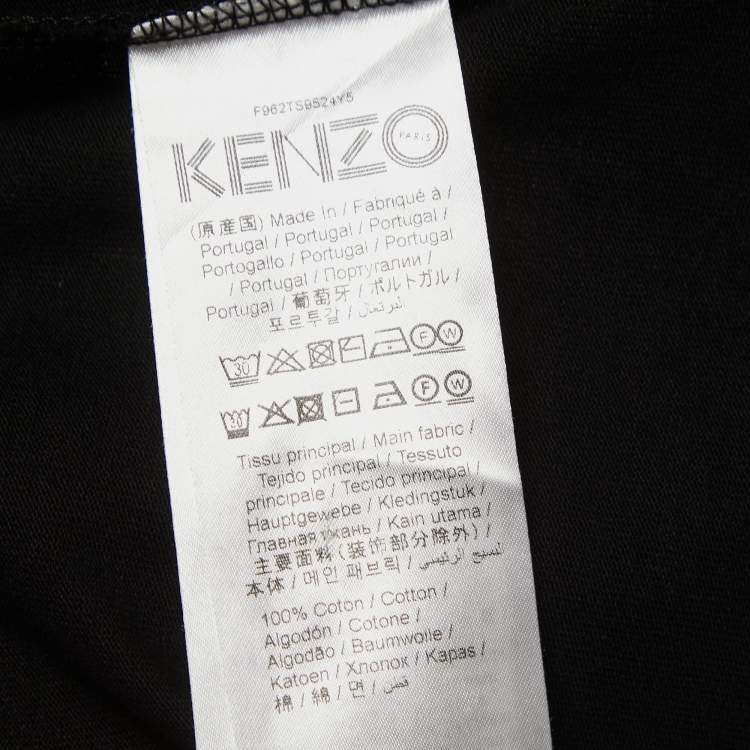 F962TS9S24Y5
KENZO PARIS
(原産国) Made In / Fabriqué à /
Portugal / Portugal / Portugal /
Portogallo / Portugal / Portugal
/ Portugal / Португалии /
Portugal / 葡萄牙 / ポルトガル /
포르투갈 / البرتغال
30
F W
30
F W
Tissu principal / Main fabric /
Tejido principal / Tessuto
principale / Tecido principal /
Hauptgewebe / Kledingstuk /
Главная ткань / Kain utama /
主要面料 (装饰部分除外) /
本体 / 메인 패브릭 / النسيج الرئيسي
100% Coton / Cotton /
Algodón / Cotone /
Algodão / Baumwolle /
Katoen / Хлопок / Kapas /
棉 / 綿 / 면 / قطن